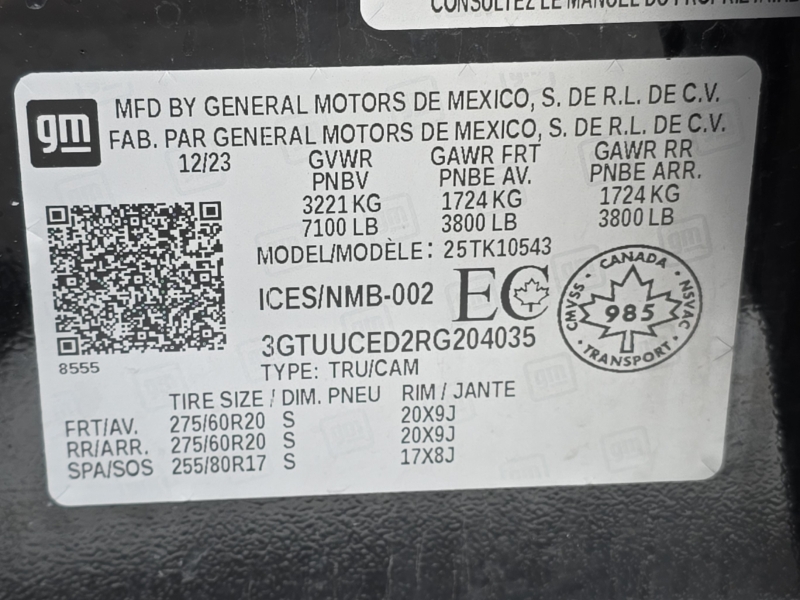 CONSULTEZ LE MANUEL DU PROPRIÉTAIRE
gm
MFD BY GENERAL MOTORS DE MEXICO, S. DE R.L. DE C.V.
FAB. PAR GENERAL MOTORS DE MEXICO, S. DE R.L. DE C.V.
12/23 GVWR GAWR FRT GAWR RR
PNBV PNBE AV. PNBE ARR.
3221 KG 1724 KG 1724 KG
7100 LB 3800 LB 3800 LB
MODEL/MODÈLE: 25TK10543
ICES/NMB-002 EC
CANADA
CMVSS · NSVAC
985
TRANSPORT
3GTUUCED2RG204035
8555
TYPE: TRU/CAM
TIRE SIZE / DIM. PNEU RIM / JANTE
FRT/AV. 275/60R20 S 20X9J
RR/ARR. 275/60R20 S 20X9J
SPA/SOS 255/80R17 S 17X8J